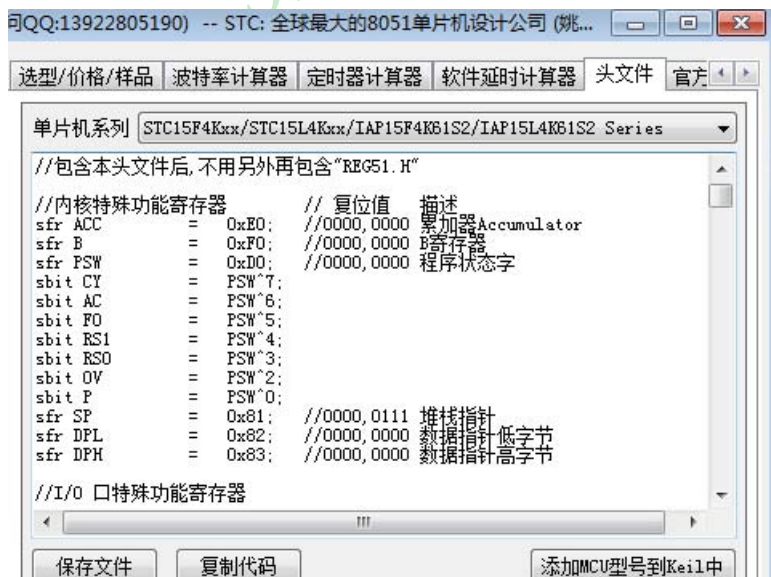 问QQ:13922805190) -- STC: 全球最大的8051单片机设计公司 (姚...
选型/价格/样品 波特率计算器 定时器计算器 软件延时计算器 头文件 官方
单片机系列 STC15F4Kxx/STC15L4Kxx/IAP15F4K61S2/IAP15L4K61S2 Series
//包含本头文件后,不用另外再包含"REG51.H"
//内核特殊功能寄存器 // 复位值 描述
sfr ACC = 0xE0; //0000,0000 累加器Accumulator
sfr B = 0xF0; //0000,0000 B寄存器
sfr PSW = 0xD0; //0000,0000 程序状态字
sbit CY = PSW^7;
sbit AC = PSW^6;
sbit F0 = PSW^5;
sbit RS1 = PSW^4;
sbit RS0 = PSW^3;
sbit OV = PSW^2;
sbit P = PSW^0;
sfr SP = 0x81; //0000,0111 堆栈指针
sfr DPL = 0x82; //0000,0000 数据指针低字节
sfr DPH = 0x83; //0000,0000 数据指针高字节
//I/O 口特殊功能寄存器
保存文件 复制代码 添加MCU型号到Keil中